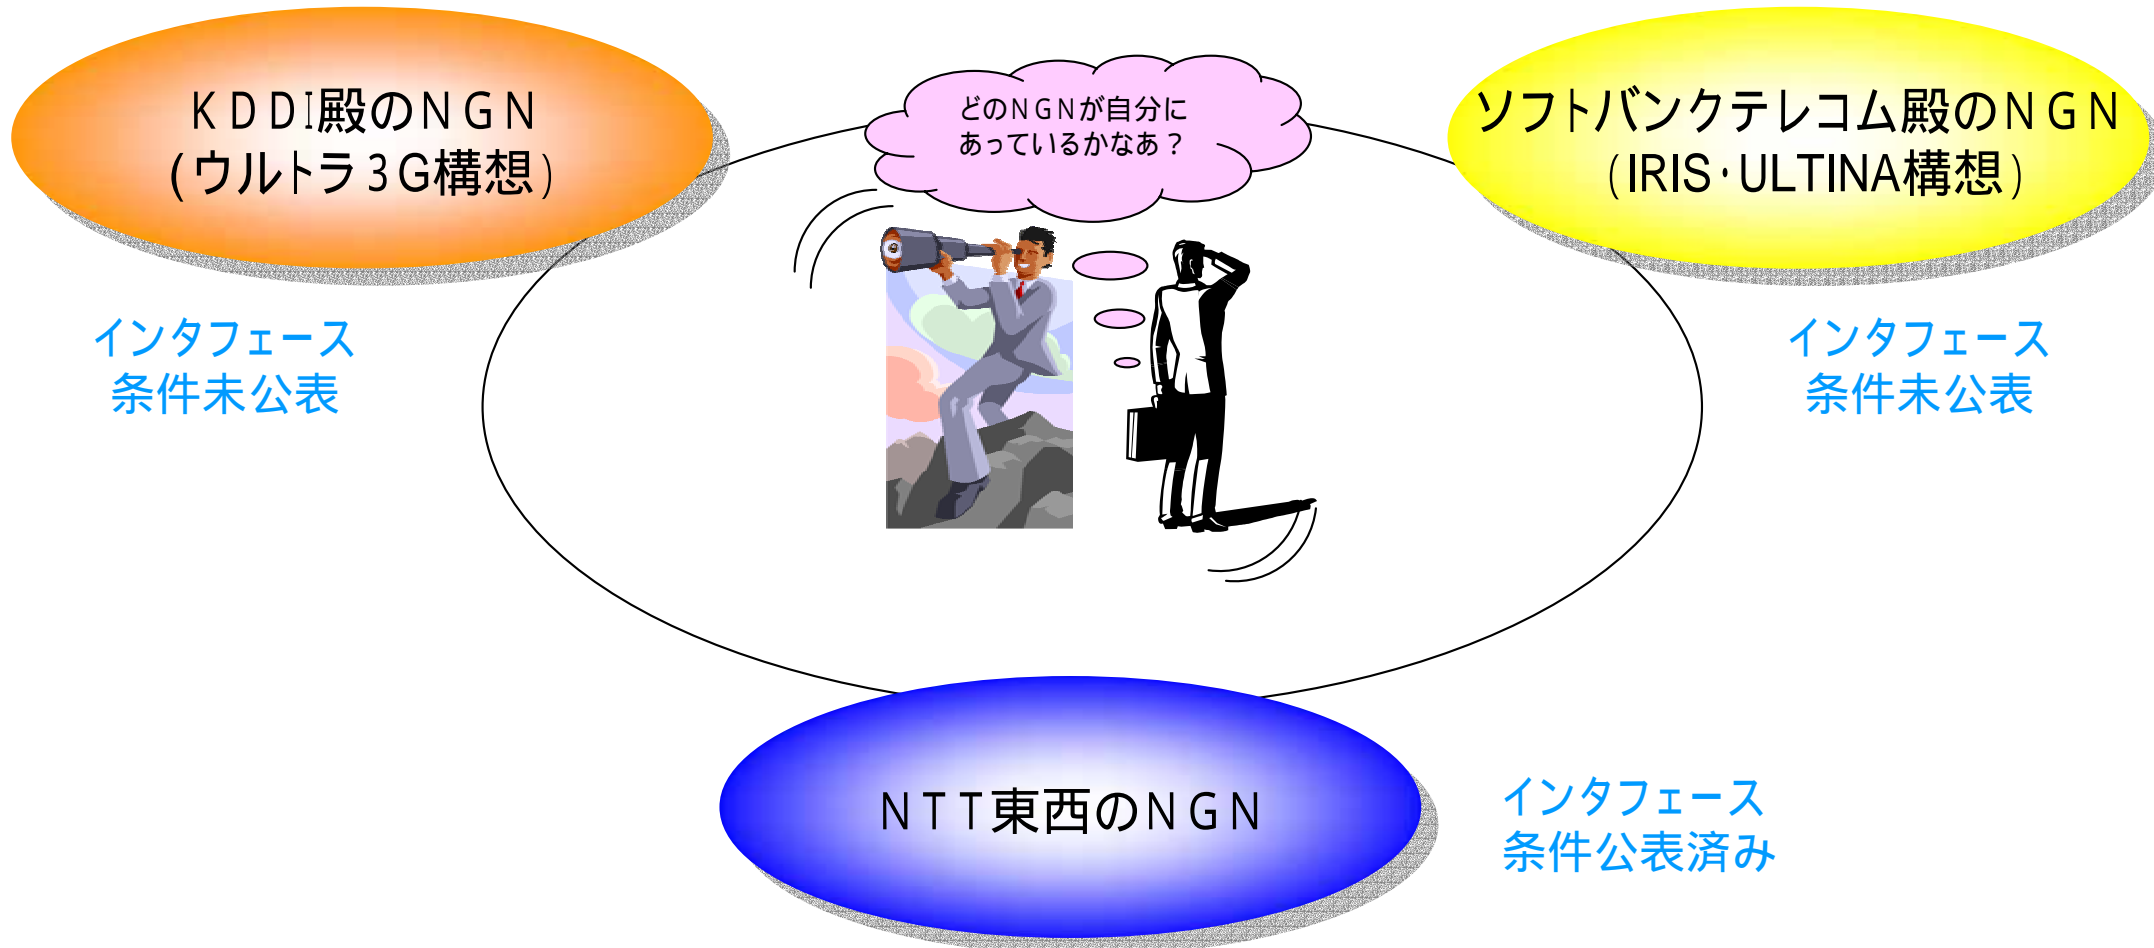 KDDI殿のNGN
(ウルトラ3G構想)
どのNGNが自分に
あっているかなあ?
ソフトバンクテレコム殿のNGN
(IRIS・ULTINA構想)
インタフェース
条件未公表
インタフェース
条件未公表
NTT東西のNGN
インタフェース
条件公表済み